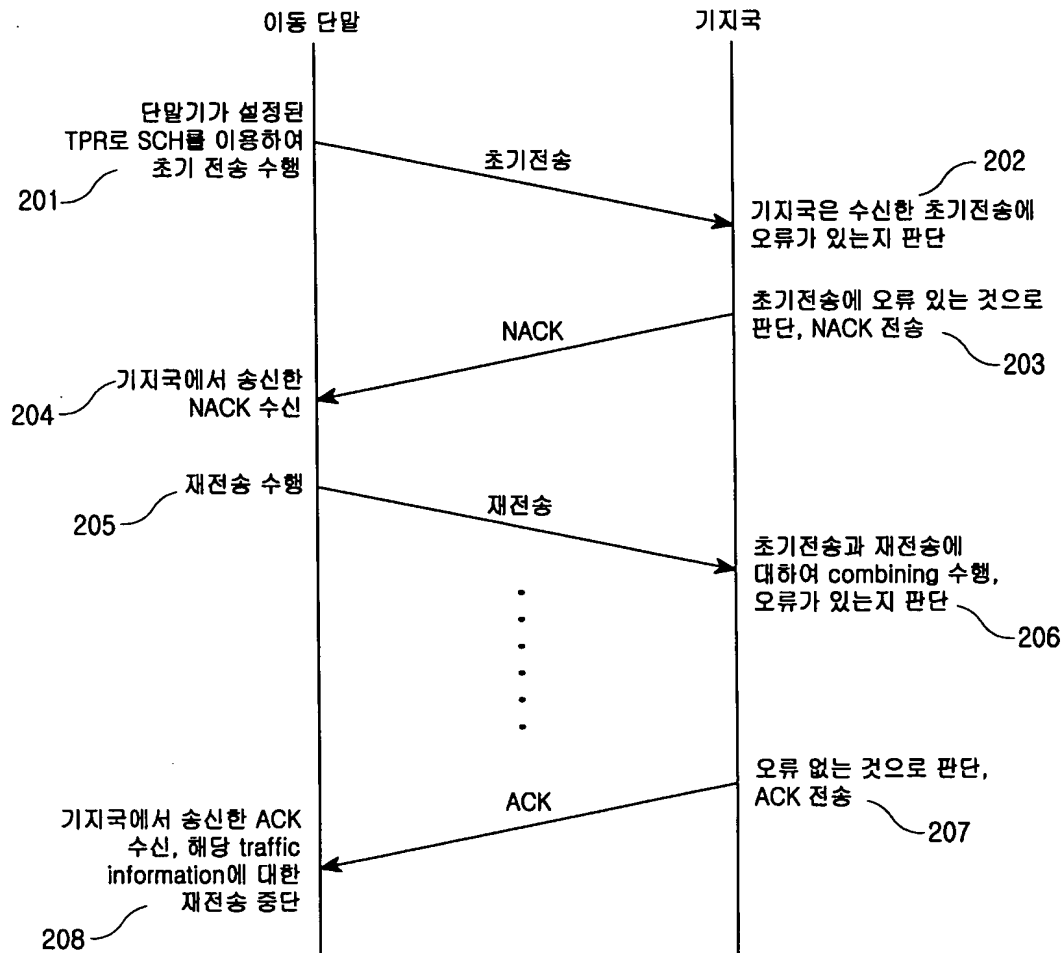 이동 단말
기지국
단말기가 설정된
TPR로 SCH를 이용하여
초기 전송 수행
201
초기전송
202
기지국은 수신한 초기전송에
오류가 있는지 판단
초기전송에 오류 있는 것으로
판단, NACK 전송
203
NACK
204
기지국에서 송신한
NACK 수신
재전송 수행
205
재전송
초기전송과 재전송에
대하여 combining 수행,
오류가 있는지 판단
206
오류 없는 것으로 판단,
ACK 전송
207
ACK
기지국에서 송신한 ACK
수신, 해당 traffic
information에 대한
재전송 중단
208